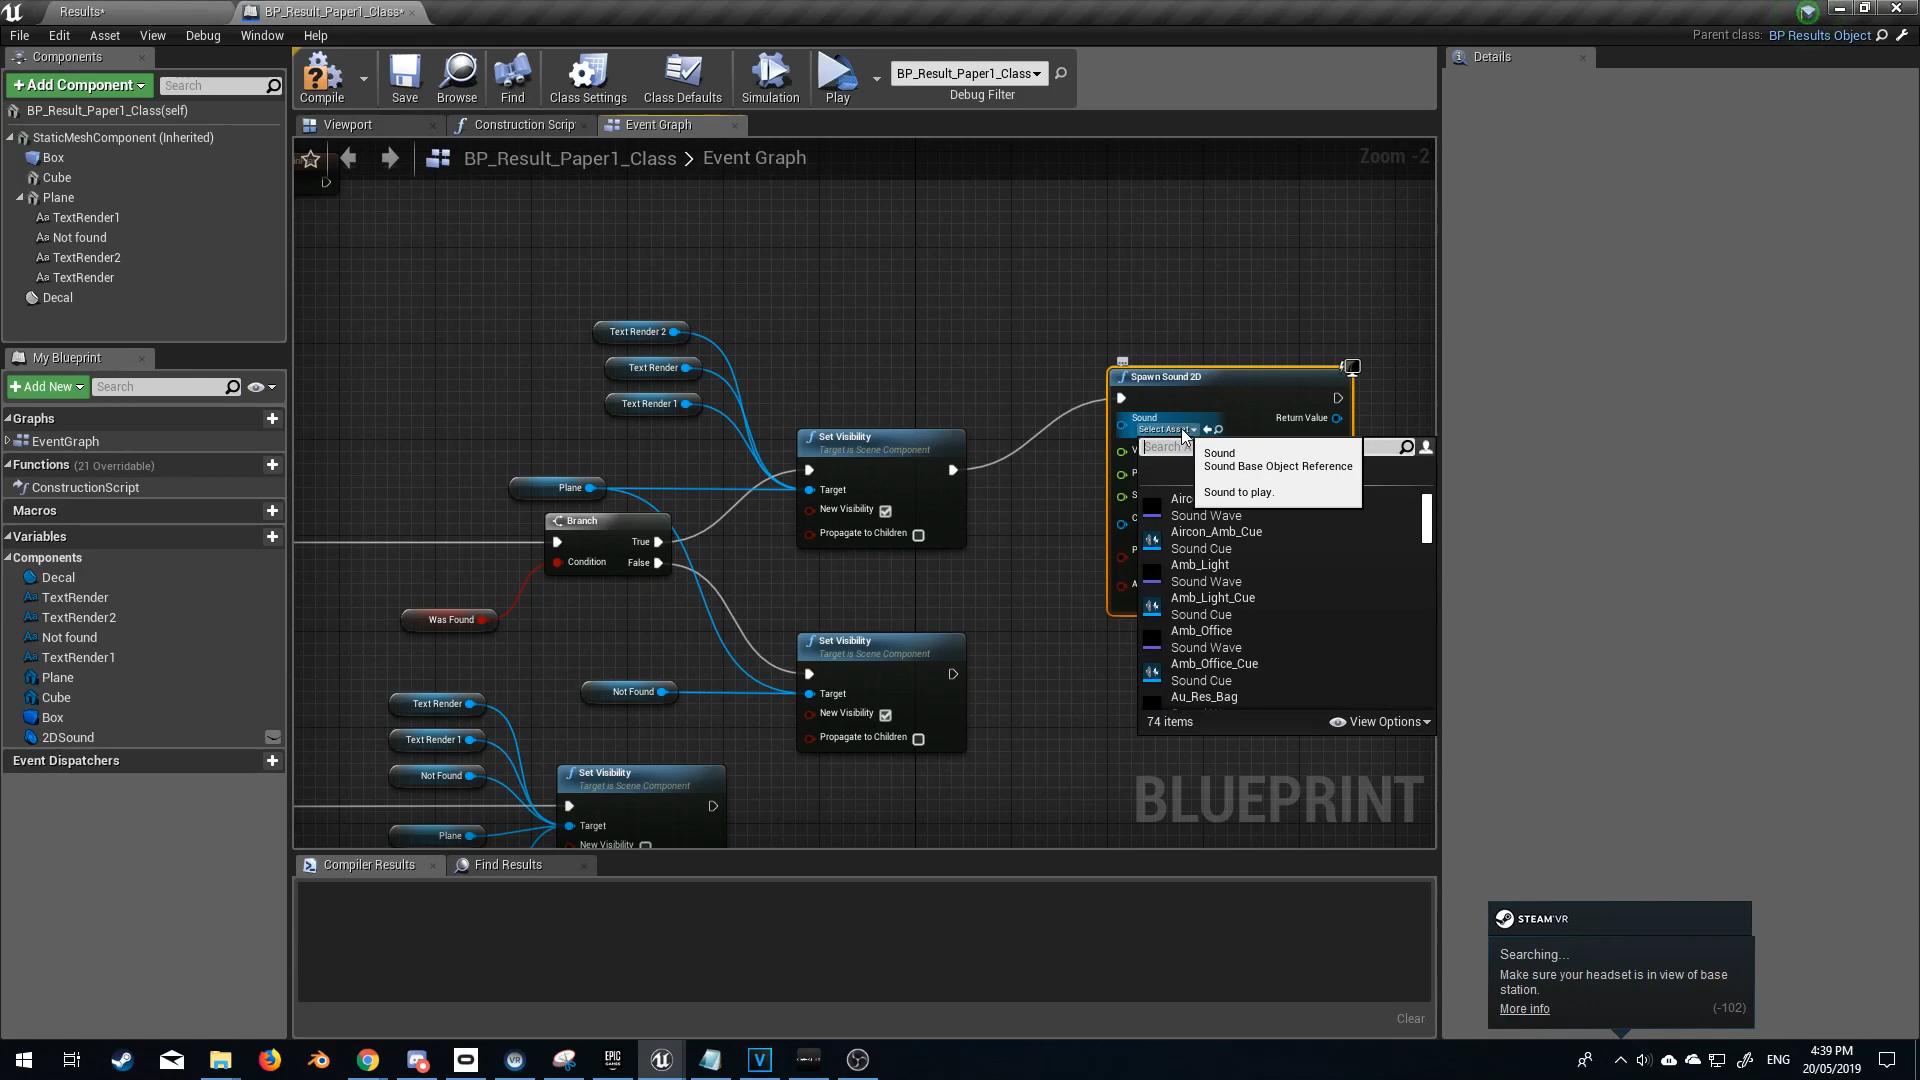 Results*
BP_Result_Paper1_Class*
File Edit Asset View Debug Window Help
Parent class: BP Results Object
Components
Details
+ Add Component
Search
Compile
Save
Browse
Find
Class Settings
Class Defaults
Simulation
Play
BP_Result_Paper1_Class
Debug Filter
BP_Result_Paper1_Class(self)
StaticMeshComponent (Inherited)
Box
Cube
Plane
TextRender1
Not found
TextRender2
TextRender
Decal
Viewport
Construction Scrip
Event Graph
BP_Result_Paper1_Class > Event Graph
Zoom -2
My Blueprint
+ Add New
Search
Graphs
EventGraph
Functions (21 Overridable)
ConstructionScript
Macros
Variables
Components
Decal
TextRender
TextRender2
Not found
TextRender1
Plane
Cube
Box
2DSound
Event Dispatchers
Text Render 2
Text Render
Text Render 1
Plane
Branch
True
Condition
False
Was Found
Not Found
Set Visibility
Target is Scene Component
Target
New Visibility
Propagate to Children
Set Visibility
Target is Scene Component
Target
New Visibility
Propagate to Children
Text Render
Text Render 1
Not Found
Plane
Set Visibility
Target is Scene Component
Target
New Visibility
Spawn Sound 2D
Sound
Return Value
Select Asset
V
P
S
C
P
A
Search A
Sound
Sound Base Object Reference
Sound to play.
Airc
Sound Wave
Aircon_Amb_Cue
Sound Cue
Amb_Light
Sound Wave
Amb_Light_Cue
Sound Cue
Amb_Office
Sound Wave
Amb_Office_Cue
Sound Cue
Au_Res_Bag
74 items
View Options
BLUEPRINT
Compiler Results
Find Results
Clear
STEAM VR
Searching...
Make sure your headset is in view of base
station.
More info
(-102)
EPIC
GAMES
V
ENG
4:39 PM
20/05/2019